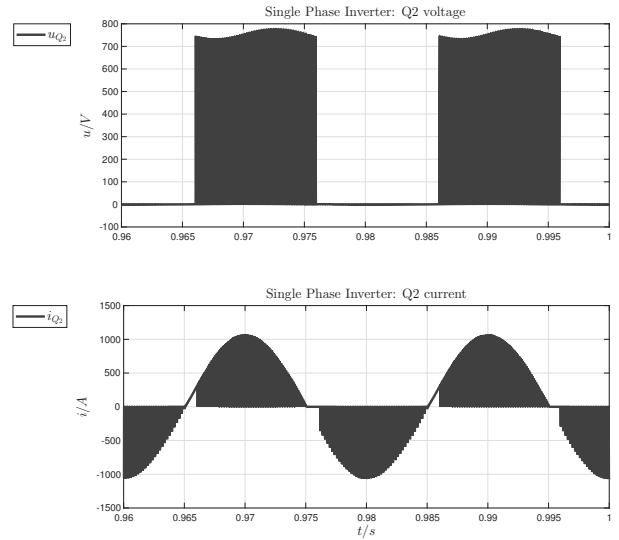 Single Phase Inverter: Q2 voltage
u_{Q_2}
u/V
800
700
600
500
400
300
200
100
0
-100
0.96 0.965 0.97 0.975 0.98 0.985 0.99 0.995 1
Single Phase Inverter: Q2 current
i_{Q_2}
i/A
1500
1000
500
0
-500
-1000
-1500
0.96 0.965 0.97 0.975 0.98 0.985 0.99 0.995 1
t/s